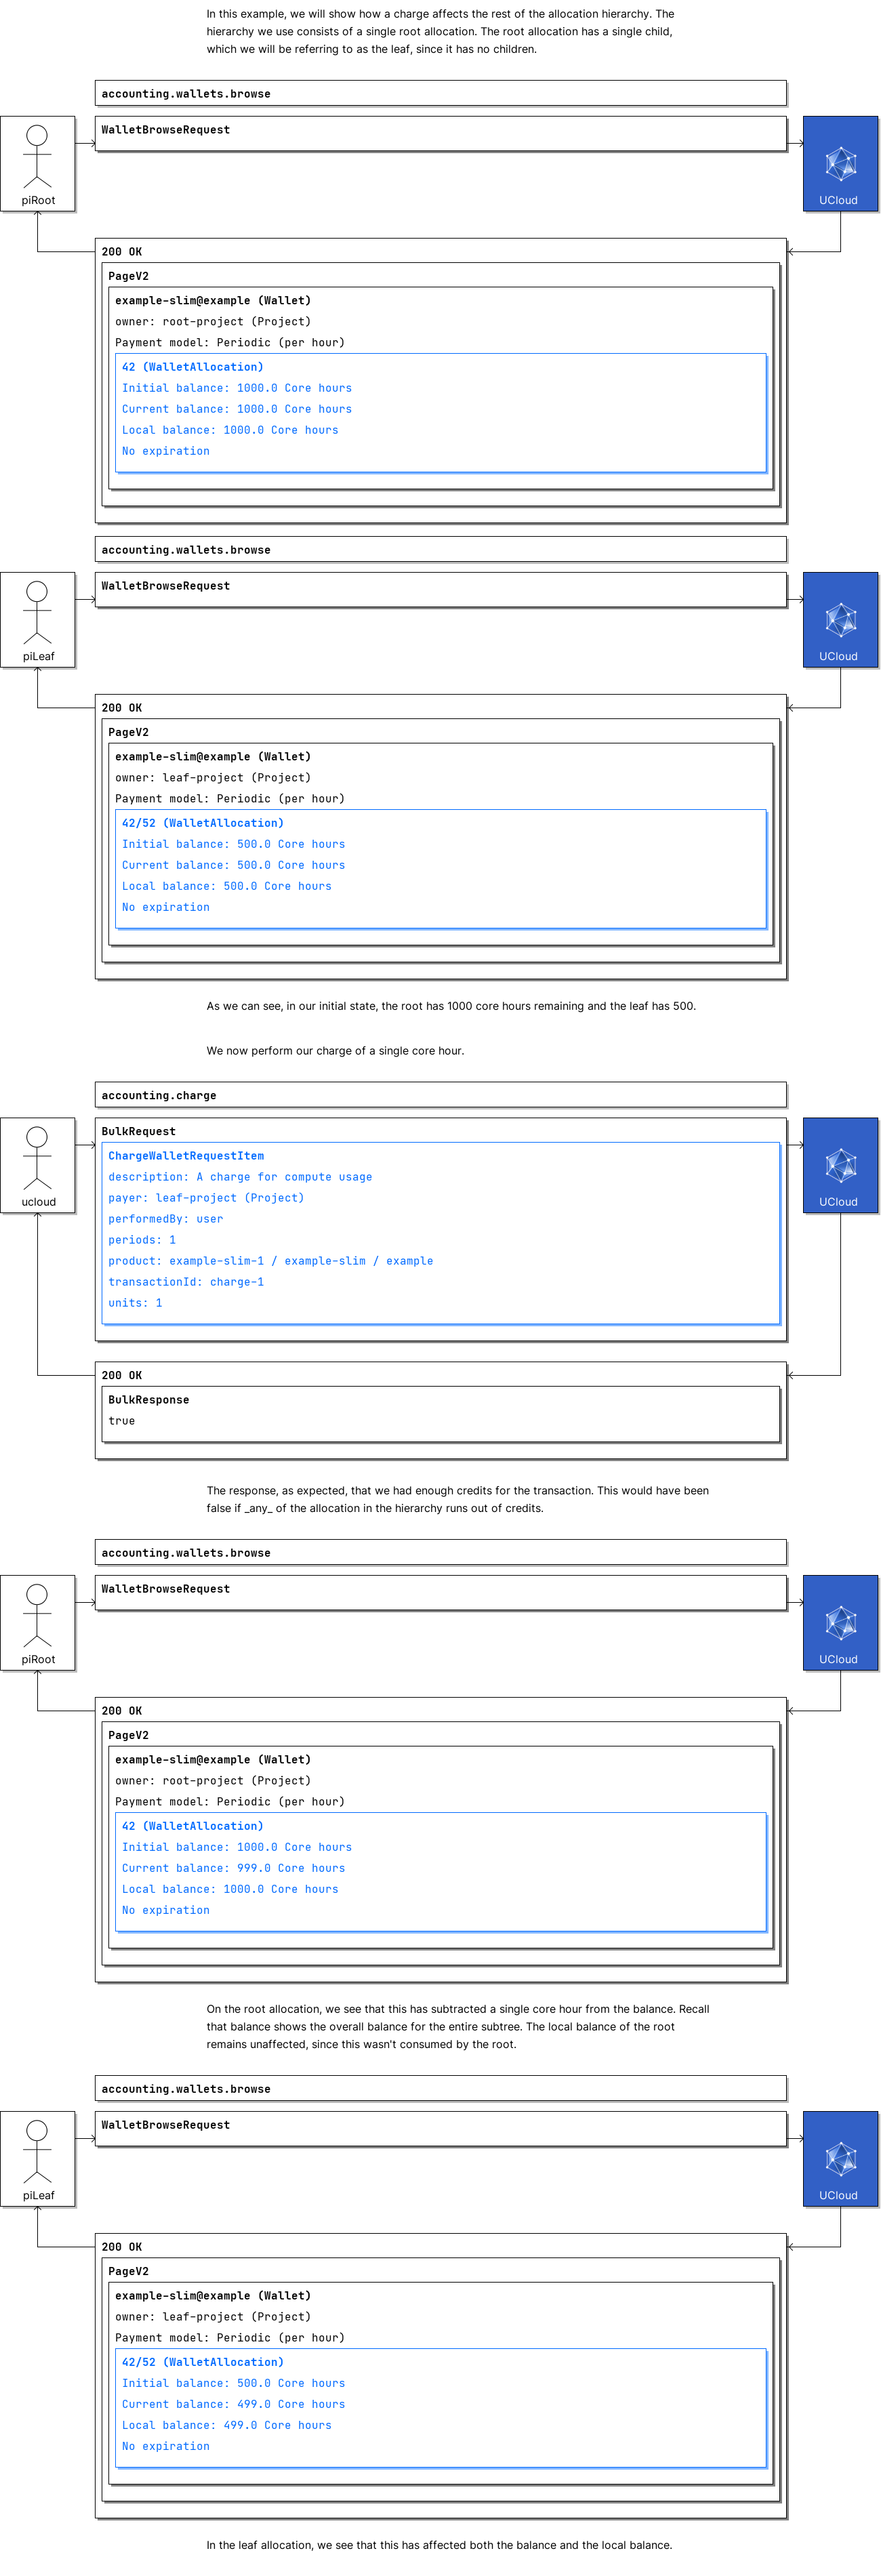 In this example, we will show how a charge affects the rest of the allocation hierarchy. The
hierarchy we use consists of a single root allocation. The root allocation has a single child,
which we will be referring to as the leaf, since it has no children.
accounting.wallets.browse
WalletBrowseRequest
piRoot
UCloud
200 OK
PageV2
example-slim@example (Wallet)
owner: root-project (Project)
Payment model: Periodic (per hour)
42 (WalletAllocation)
Initial balance: 1000.0 Core hours
Current balance: 1000.0 Core hours
Local balance: 1000.0 Core hours
No expiration
accounting.wallets.browse
WalletBrowseRequest
piLeaf
UCloud
200 OK
PageV2
example-slim@example (Wallet)
owner: leaf-project (Project)
Payment model: Periodic (per hour)
42/52 (WalletAllocation)
Initial balance: 500.0 Core hours
Current balance: 500.0 Core hours
Local balance: 500.0 Core hours
No expiration
As we can see, in our initial state, the root has 1000 core hours remaining and the leaf has 500.
We now perform our charge of a single core hour.
accounting.charge
BulkRequest
ChargeWalletRequestItem
description: A charge for compute usage
payer: leaf-project (Project)
performedBy: user
periods: 1
product: example-slim-1 / example-slim / example
transactionId: charge-1
units: 1
ucloud
UCloud
200 OK
BulkResponse
true
The response, as expected, that we had enough credits for the transaction. This would have been
false if _any_ of the allocation in the hierarchy runs out of credits.
accounting.wallets.browse
WalletBrowseRequest
piRoot
UCloud
200 OK
PageV2
example-slim@example (Wallet)
owner: root-project (Project)
Payment model: Periodic (per hour)
42 (WalletAllocation)
Initial balance: 1000.0 Core hours
Current balance: 999.0 Core hours
Local balance: 1000.0 Core hours
No expiration
On the root allocation, we see that this has subtracted a single core hour from the balance. Recall
that balance shows the overall balance for the entire subtree. The local balance of the root
remains unaffected, since this wasn't consumed by the root.
accounting.wallets.browse
WalletBrowseRequest
piLeaf
UCloud
200 OK
PageV2
example-slim@example (Wallet)
owner: leaf-project (Project)
Payment model: Periodic (per hour)
42/52 (WalletAllocation)
Initial balance: 500.0 Core hours
Current balance: 499.0 Core hours
Local balance: 499.0 Core hours
No expiration
In the leaf allocation, we see that this has affected both the balance and the local balance.